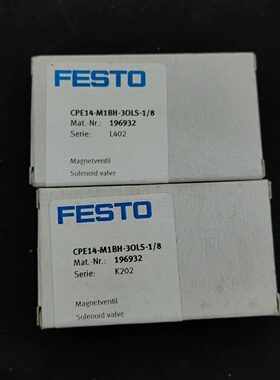 FESTO
CPE14-M1BH-3OLS-1/8
Mat.-Nr.: 196932
Serie: L402
Magnetventil
Solenoid valve
FESTO
CPE14-M1BH-3OLS-1/8
Mat.-Nr.: 196932
Serie: K202
Magnetventil
Solenoid valve